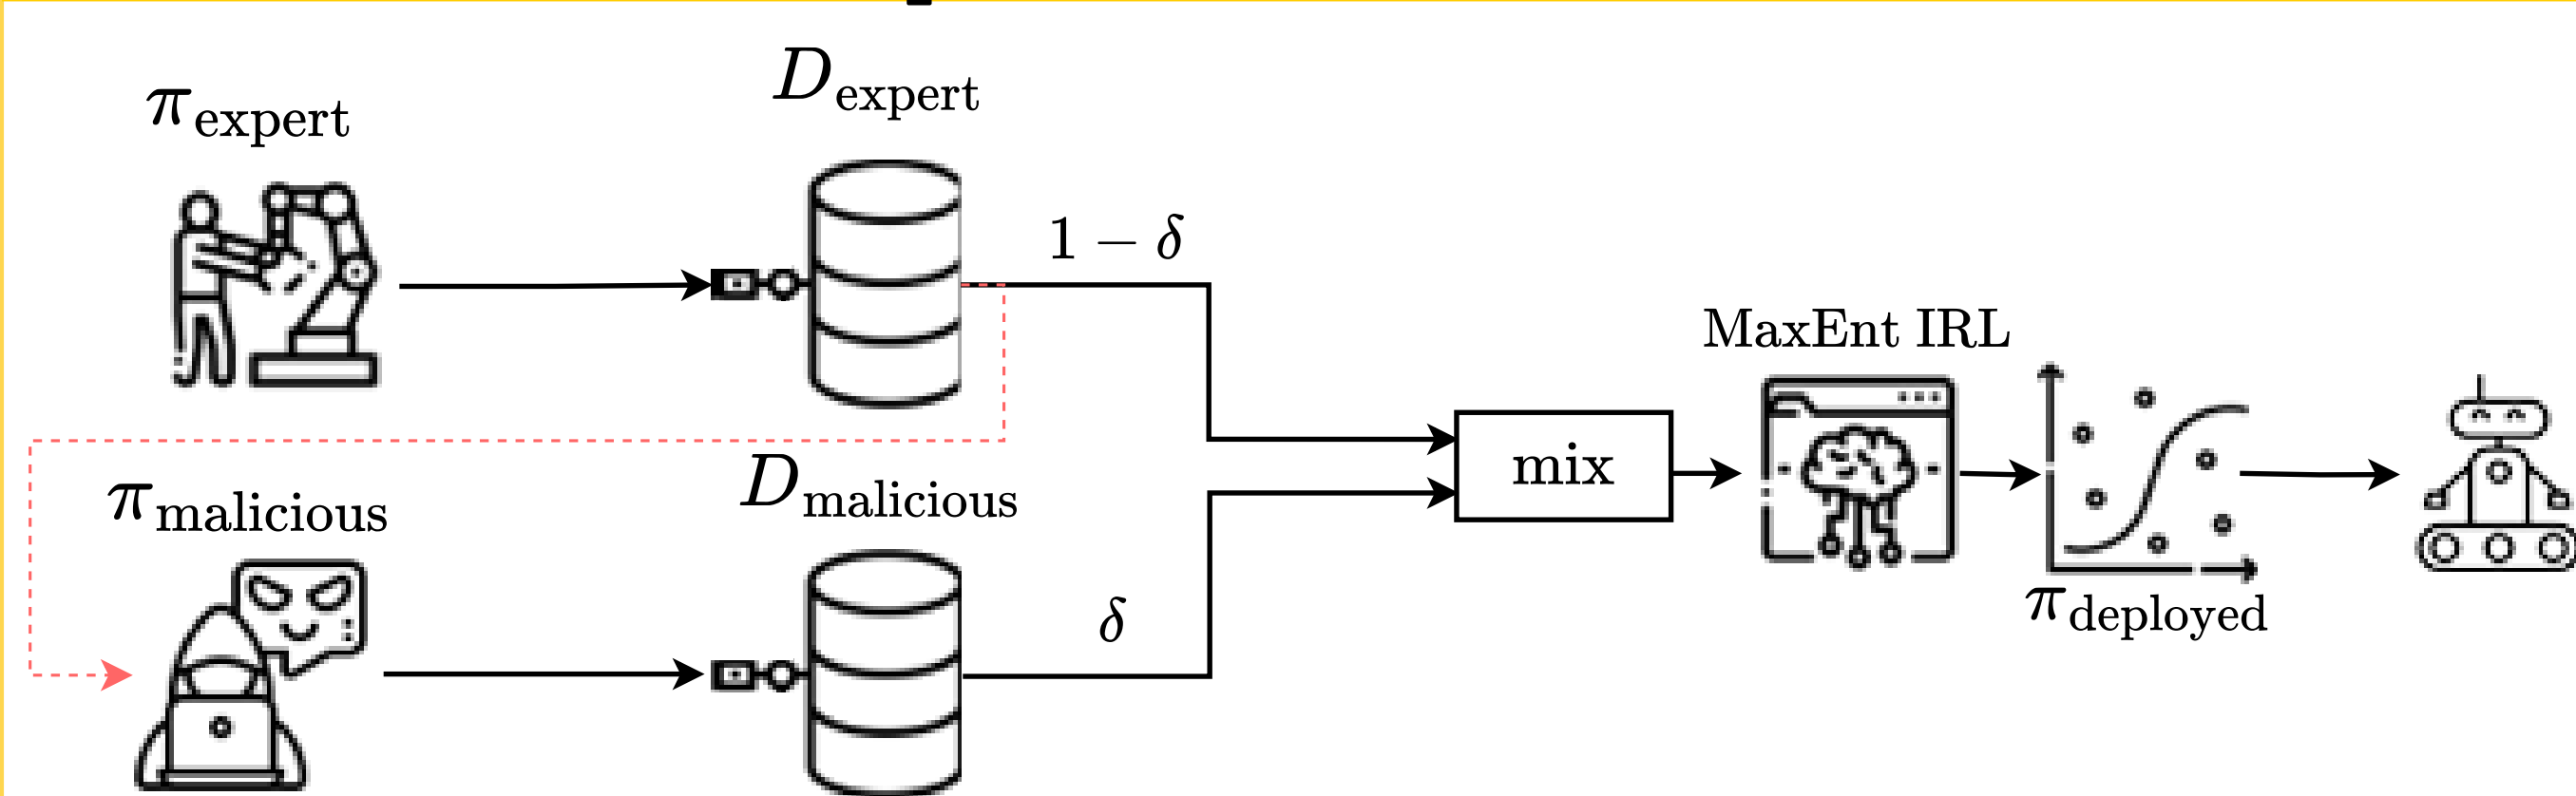 π_expert
D_expert
1 − δ
π_malicious
D_malicious
δ
mix
MaxEnt IRL
π_deployed